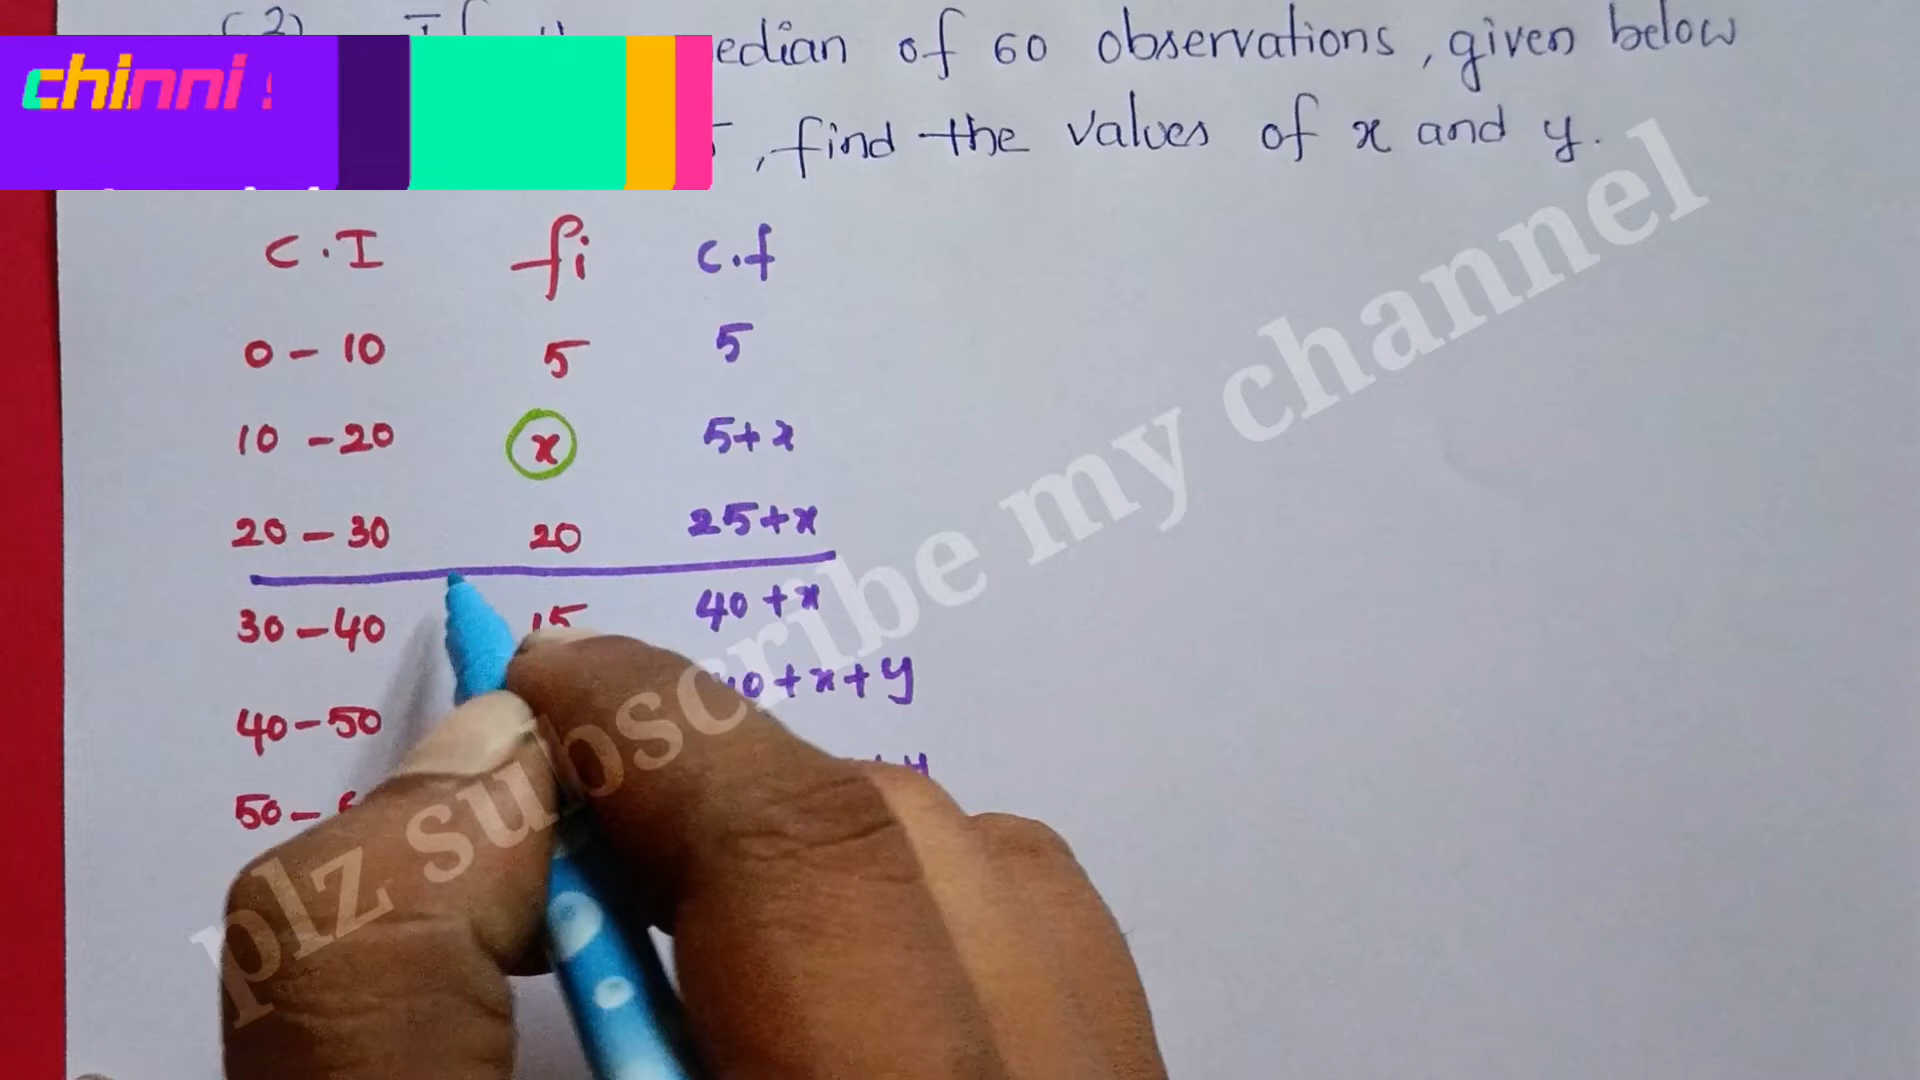 edian of 60 observations, given below
chinni
, find the values of x and y.
C.I fi c.f
0 - 10 5 5
10 - 20 x 5+x
20 - 30 20 25+x
30 - 40 15 40+x
40 - 50 +x+y
50 -
plz subscribe my channel